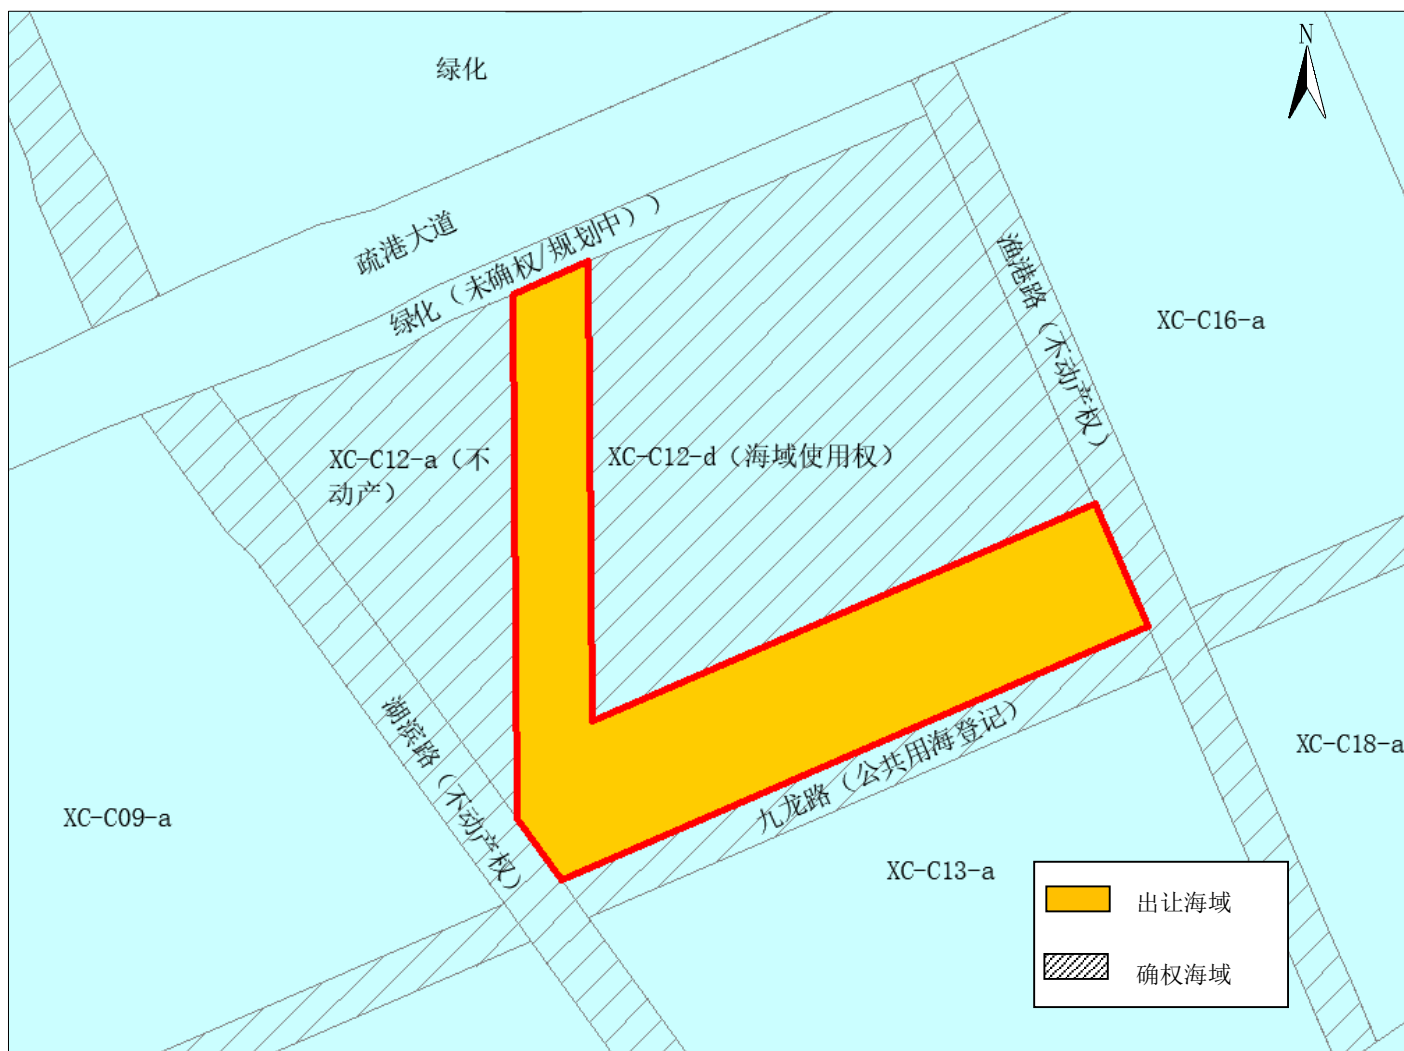 N
绿化
疏港大道
绿化（未确权/规划中））
渔港路（不动产权）
XC-C16-a
XC-C12-a（不
动产）
XC-C12-d（海域使用权）
湖滨路（不动产权）
九龙路（公共用海登记）
XC-C18-a
XC-C09-a
XC-C13-a
出让海域
确权海域